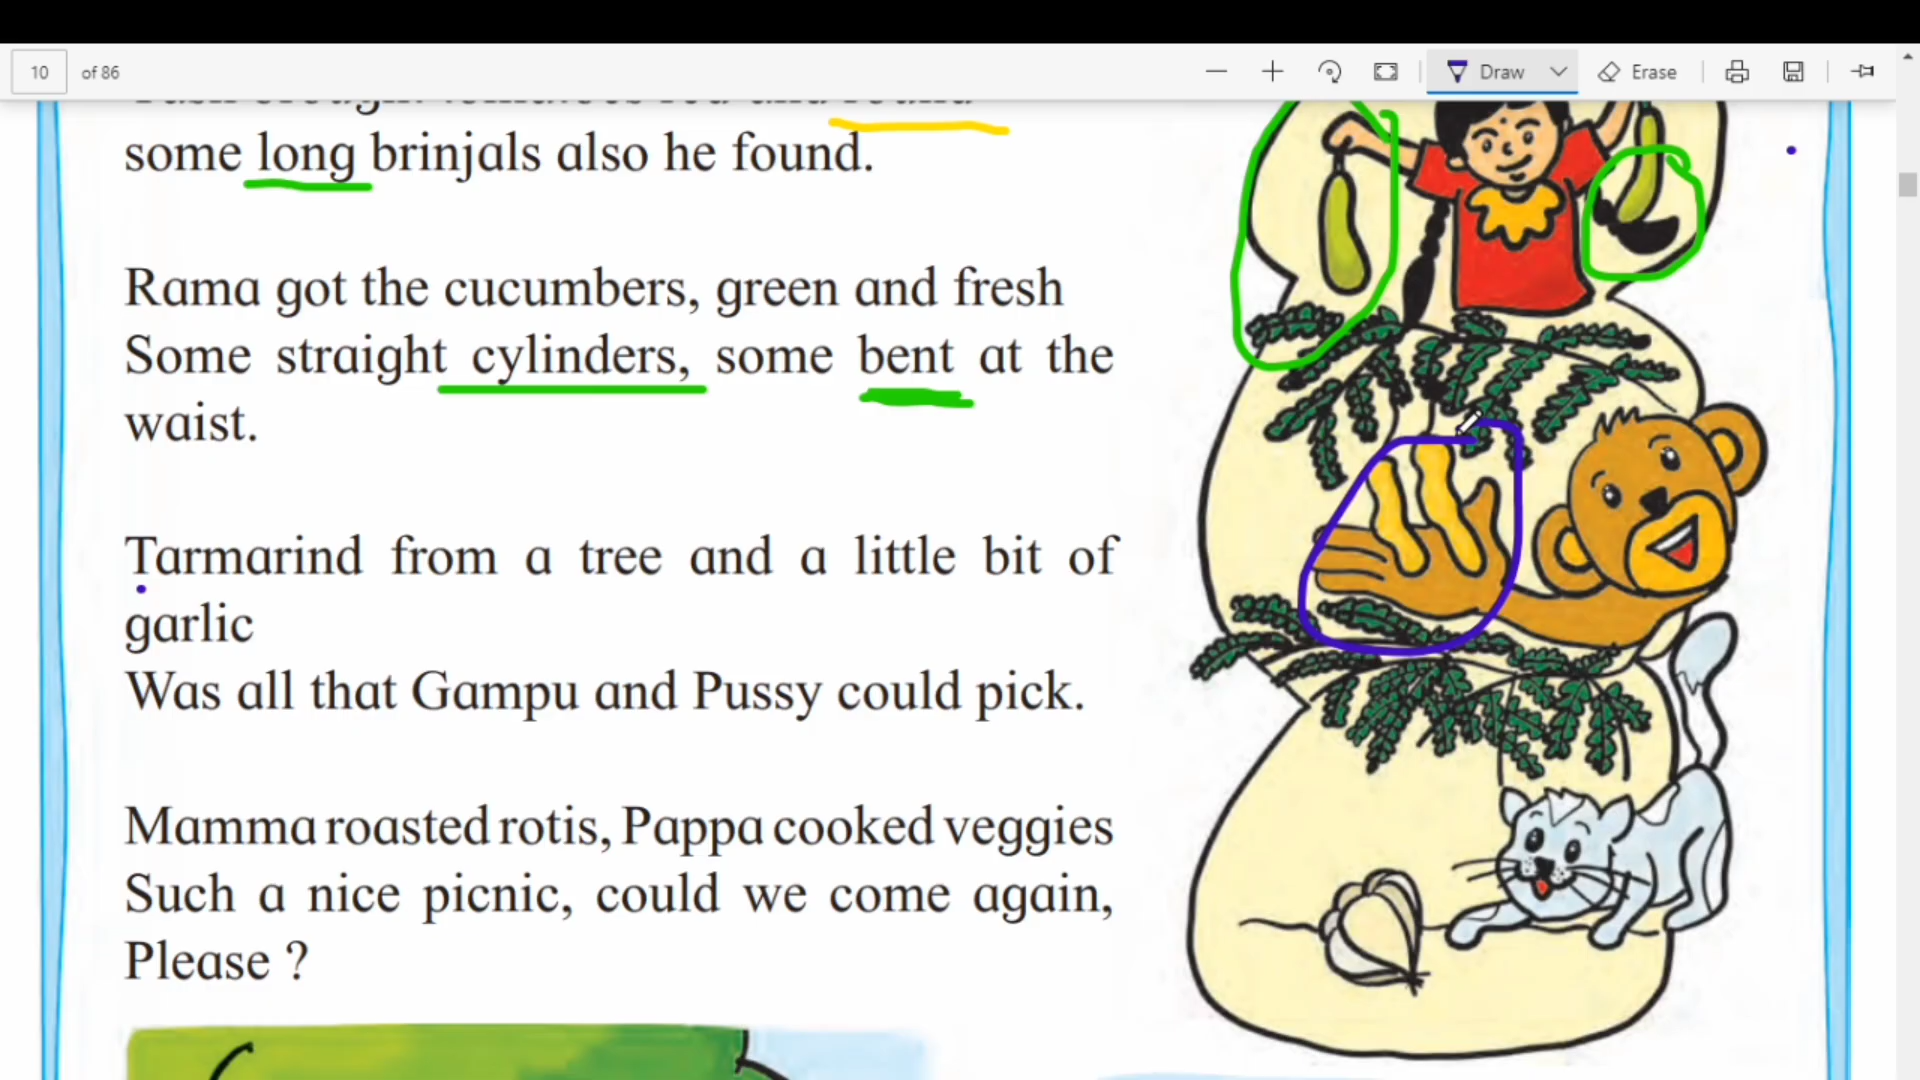 10 of 86
Draw
Erase
some long brinjals also he found.
Rama got the cucumbers, green and fresh
Some straight cylinders, some bent at the
waist.
Tarmarind from a tree and a little bit of
garlic
Was all that Gampu and Pussy could pick.
Mamma roasted rotis, Pappa cooked veggies
Such a nice picnic, could we come again,
Please ?